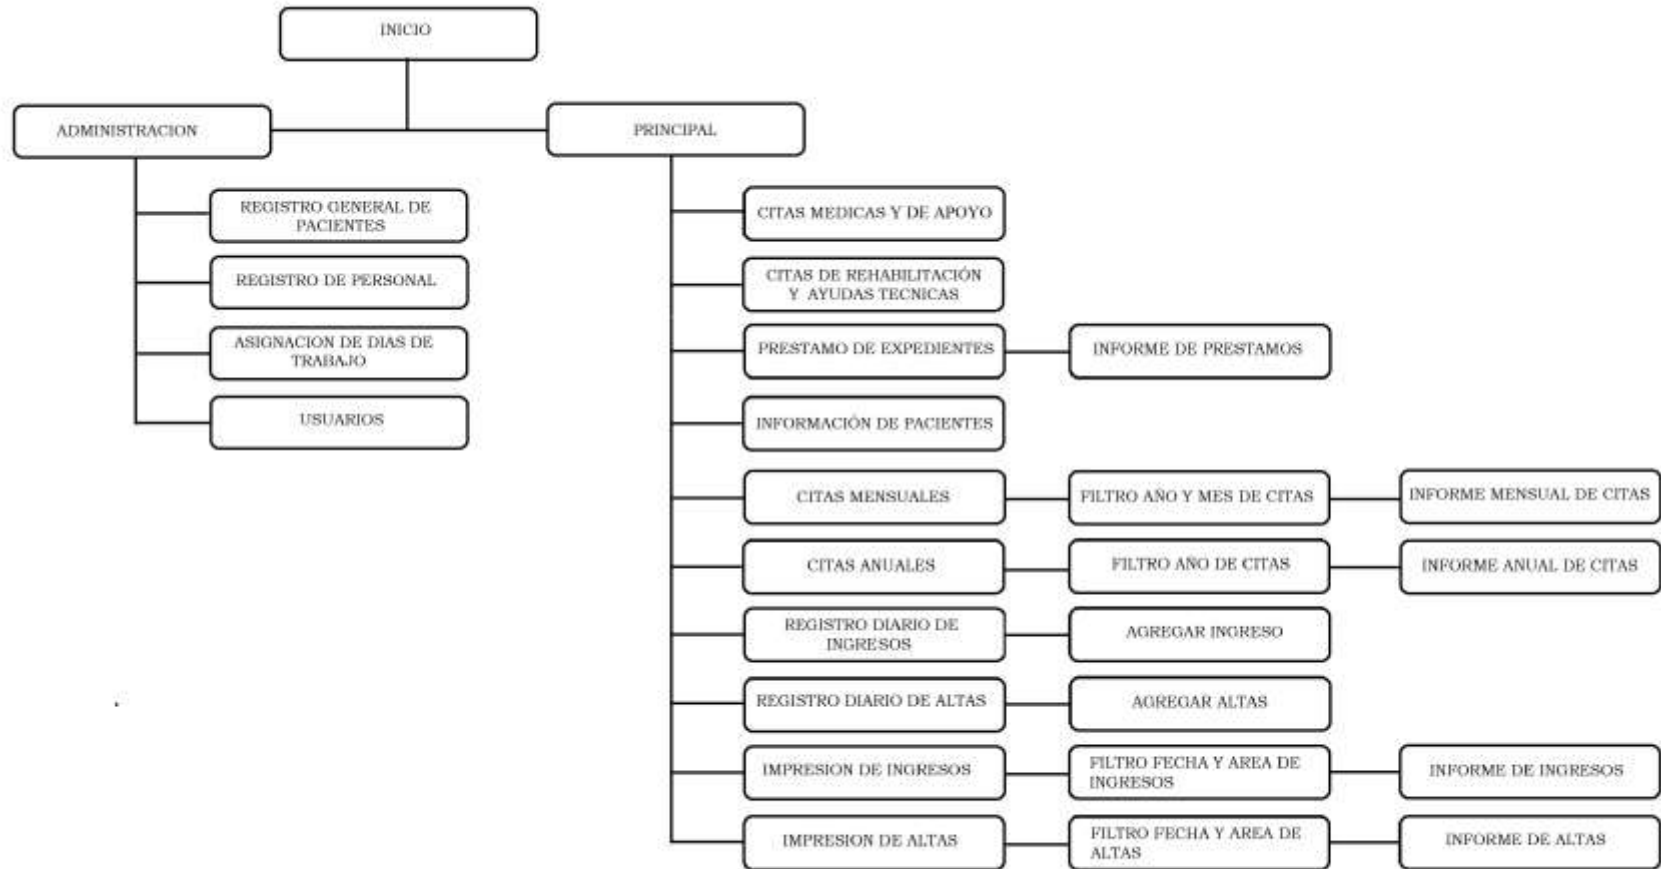 INICIO
ADMINISTRACION
PRINCIPAL
REGISTRO GENERAL DE
PACIENTES
REGISTRO DE PERSONAL
ASIGNACION DE DIAS DE
TRABAJO
USUARIOS
CITAS MEDICAS Y DE APOYO
CITAS DE REHABILITACIÓN
Y AYUDAS TECNICAS
PRESTAMO DE EXPEDIENTES
INFORME DE PRESTAMOS
INFORMACIÓN DE PACIENTES
CITAS MENSUALES
FILTRO AÑO Y MES DE CITAS
INFORME MENSUAL DE CITAS
CITAS ANUALES
FILTRO AÑO DE CITAS
INFORME ANUAL DE CITAS
REGISTRO DIARIO DE
INGRESOS
AGREGAR INGRESO
REGISTRO DIARIO DE ALTAS
AGREGAR ALTAS
IMPRESION DE INGRESOS
FILTRO FECHA Y AREA DE
INGRESOS
INFORME DE INGRESOS
IMPRESION DE ALTAS
FILTRO FECHA Y AREA DE
ALTAS
INFORME DE ALTAS